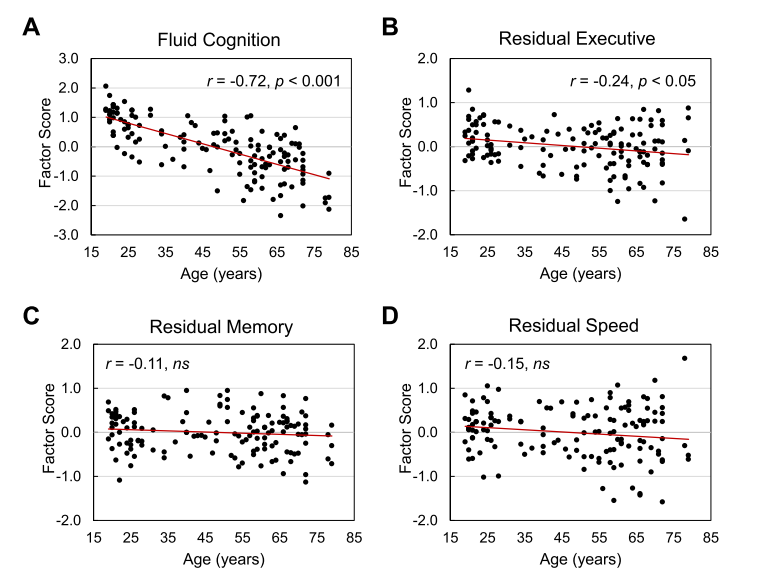 A
Fluid Cognition
r = -0.72, p < 0.001
Factor Score
3.0
2.0
1.0
0.0
-1.0
-2.0
-3.0
15 25 35 45 55 65 75 85
Age (years)
B
Residual Executive
r = -0.24, p < 0.05
Factor Score
2.0
1.0
0.0
-1.0
-2.0
15 25 35 45 55 65 75 85
Age (years)
C
Residual Memory
r = -0.11, ns
Factor Score
2.0
1.0
0.0
-1.0
-2.0
15 25 35 45 55 65 75 85
Age (years)
D
Residual Speed
r = -0.15, ns
Factor Score
2.0
1.0
0.0
-1.0
-2.0
15 25 35 45 55 65 75 85
Age (years)